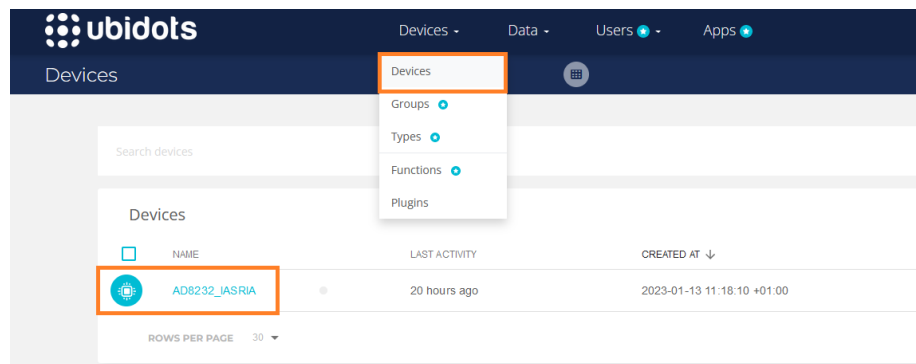 ubidots
Devices Data Users Apps
Devices
Devices
Groups
Types
Functions
Plugins
Search devices
Devices
NAME LAST ACTIVITY CREATED AT
AD8232_IASRIA 20 hours ago 2023-01-13 11:18:10 +01:00
ROWS PER PAGE 30